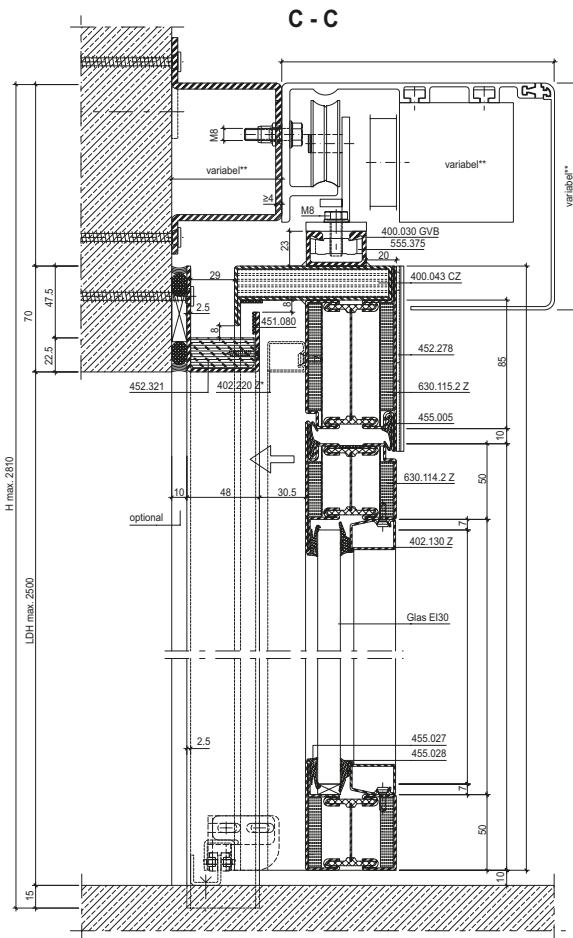 C - C
M8
variabel**
variabel**
variabel**
≥4
M8
400.030 GVB
23
555.375
20
400.043 CZ
29
47.5
70
2.5
8
451.080
8
22.5
452.278
85
452.321
402.220 Z*
630.115.2 Z
455.005
10
630.114.2 Z
50
10
48
30.5
optional
7
402.130 Z
H max. 2810
LDH max. 2500
Glas EI30
2.5
455.027
455.028
7
50
15
10